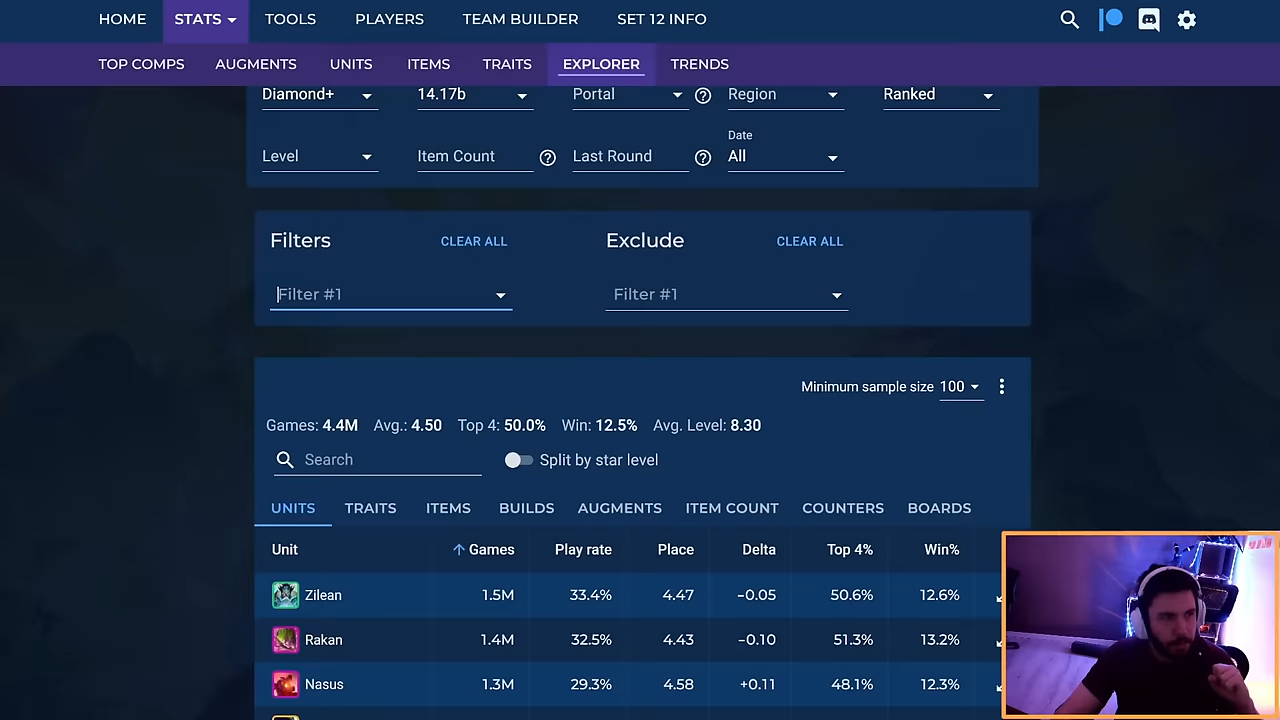 HOME STATS TOOLS PLAYERS TEAM BUILDER SET 12 INFO
TOP COMPS AUGMENTS UNITS ITEMS TRAITS EXPLORER TRENDS
Diamond+ 14.17b Portal Region Ranked
Date
Level Item Count Last Round All
Filters CLEAR ALL Exclude CLEAR ALL
Filter #1 Filter #1
Minimum sample size 100
Games: 4.4M Avg.: 4.50 Top 4: 50.0% Win: 12.5% Avg. Level: 8.30
Search Split by star level
UNITS TRAITS ITEMS BUILDS AUGMENTS ITEM COUNT COUNTERS BOARDS
Unit Games Play rate Place Delta Top 4% Win%
Zilean 1.5M 33.4% 4.47 −0.05 50.6% 12.6%
Rakan 1.4M 32.5% 4.43 −0.10 51.3% 13.2%
Nasus 1.3M 29.3% 4.58 +0.11 48.1% 12.3%